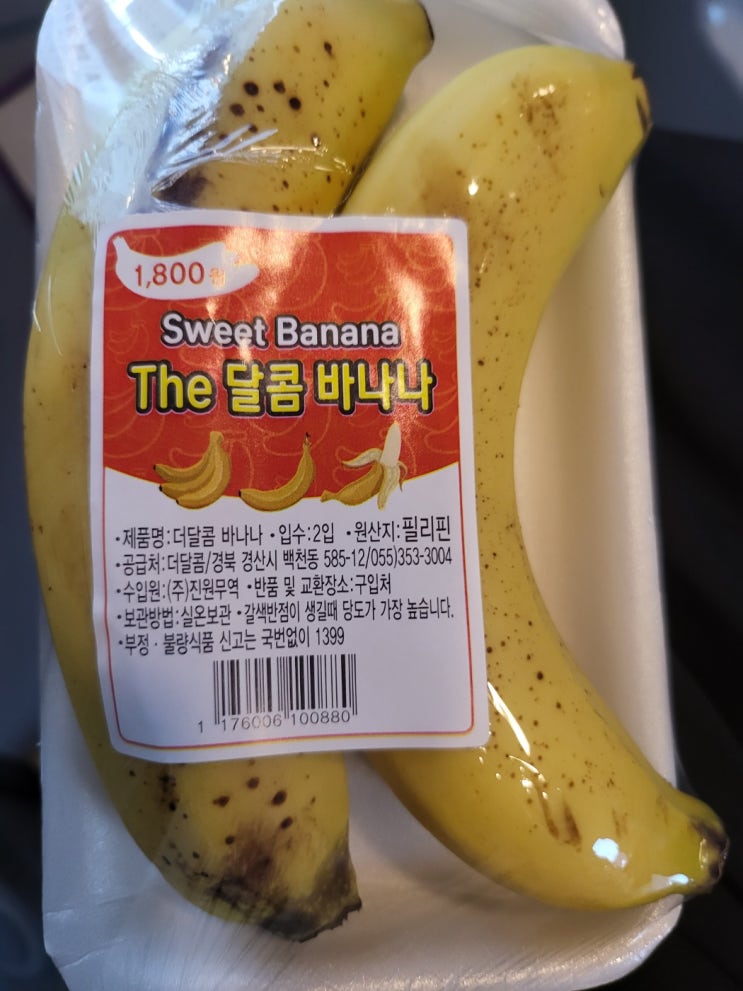 1,800원
Sweet Banana
The 달콤 바나나
•제품명:더달콤 바나나 •입수:2입 •원산지:필리핀
•공급처:더달콤/경북 경산시 백천동 585-12/055)353-3004
•수입원:(주)진원무역 •반품 및 교환장소:구입처
•보관방법:실온보관 •갈색반점이 생길때 당도가 가장 높습니다.
•부정·불량식품 신고는 국번없이 1399
1 176006 100880